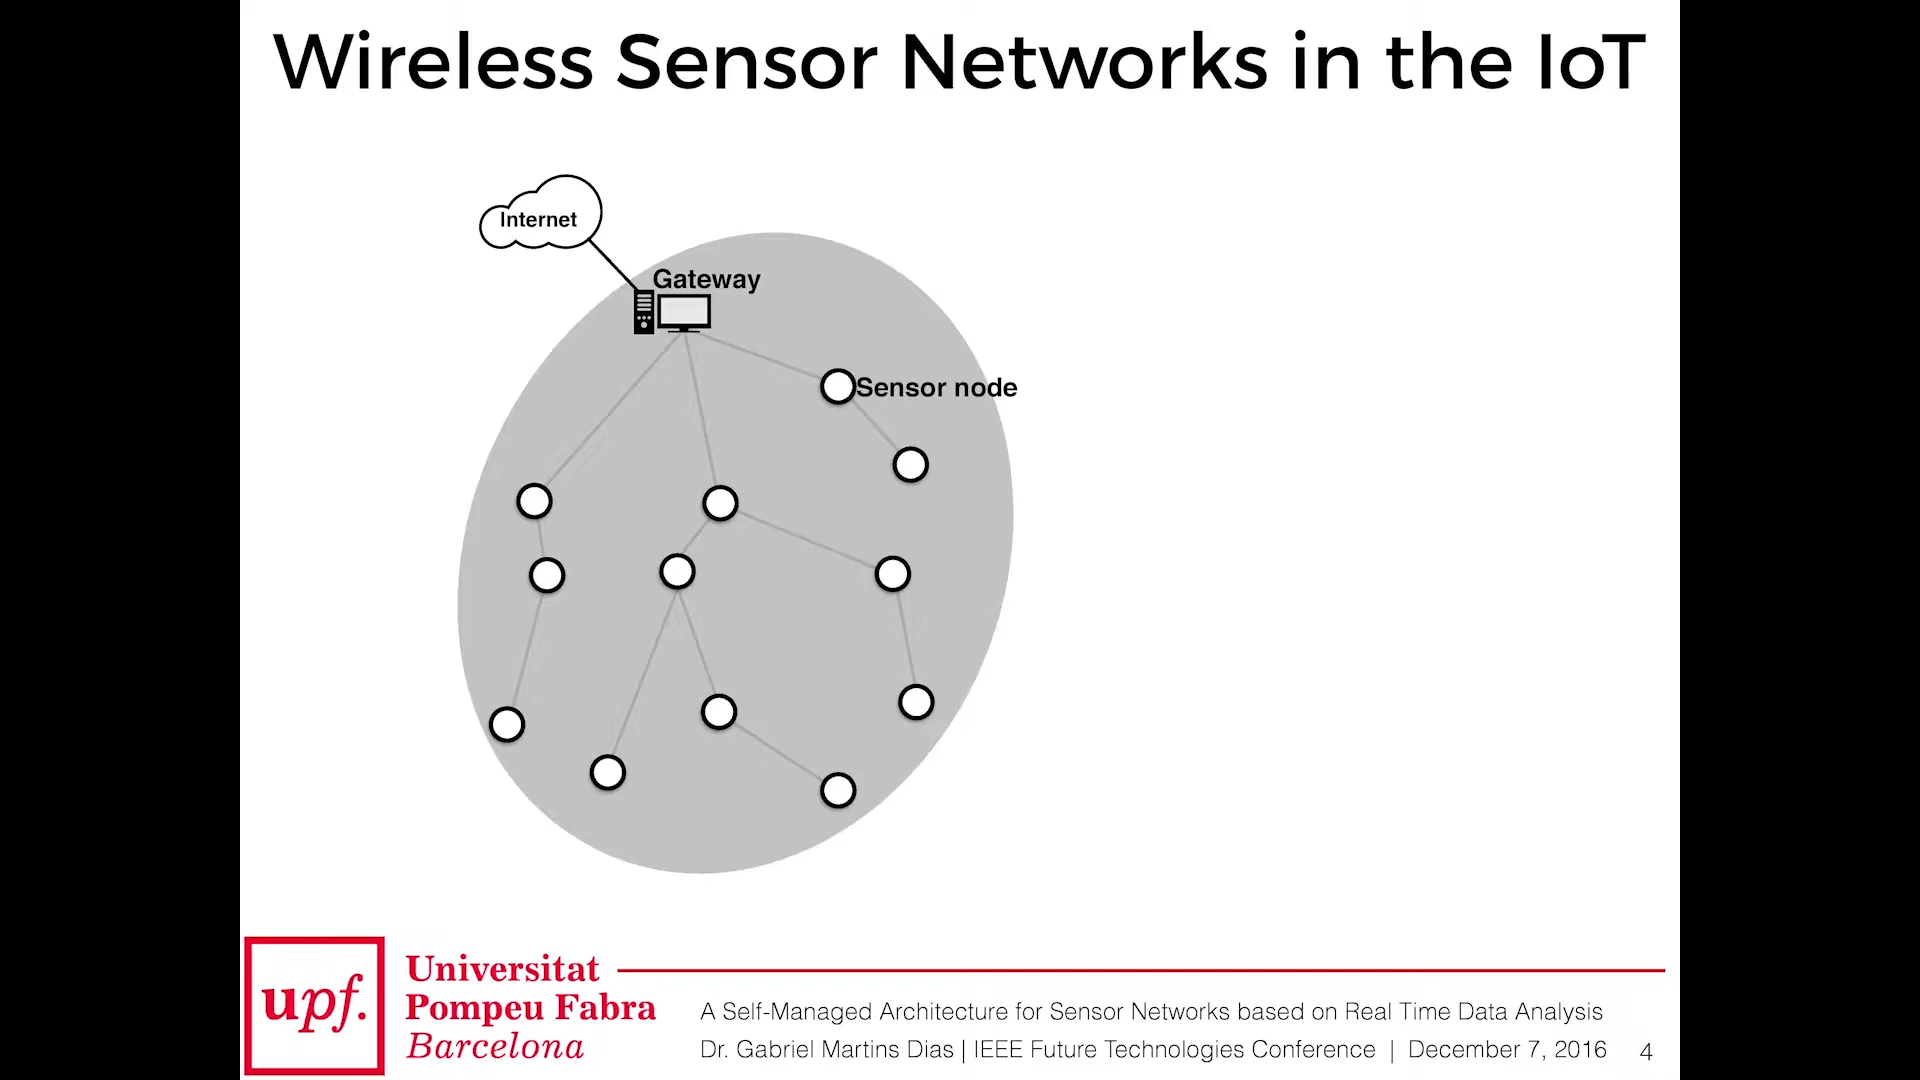 Wireless Sensor Networks in the IoT
Internet
Gateway
Sensor node
upf.
Universitat
Pompeu Fabra
Barcelona
A Self-Managed Architecture for Sensor Networks based on Real Time Data Analysis
Dr. Gabriel Martins Dias | IEEE Future Technologies Conference | December 7, 2016 4